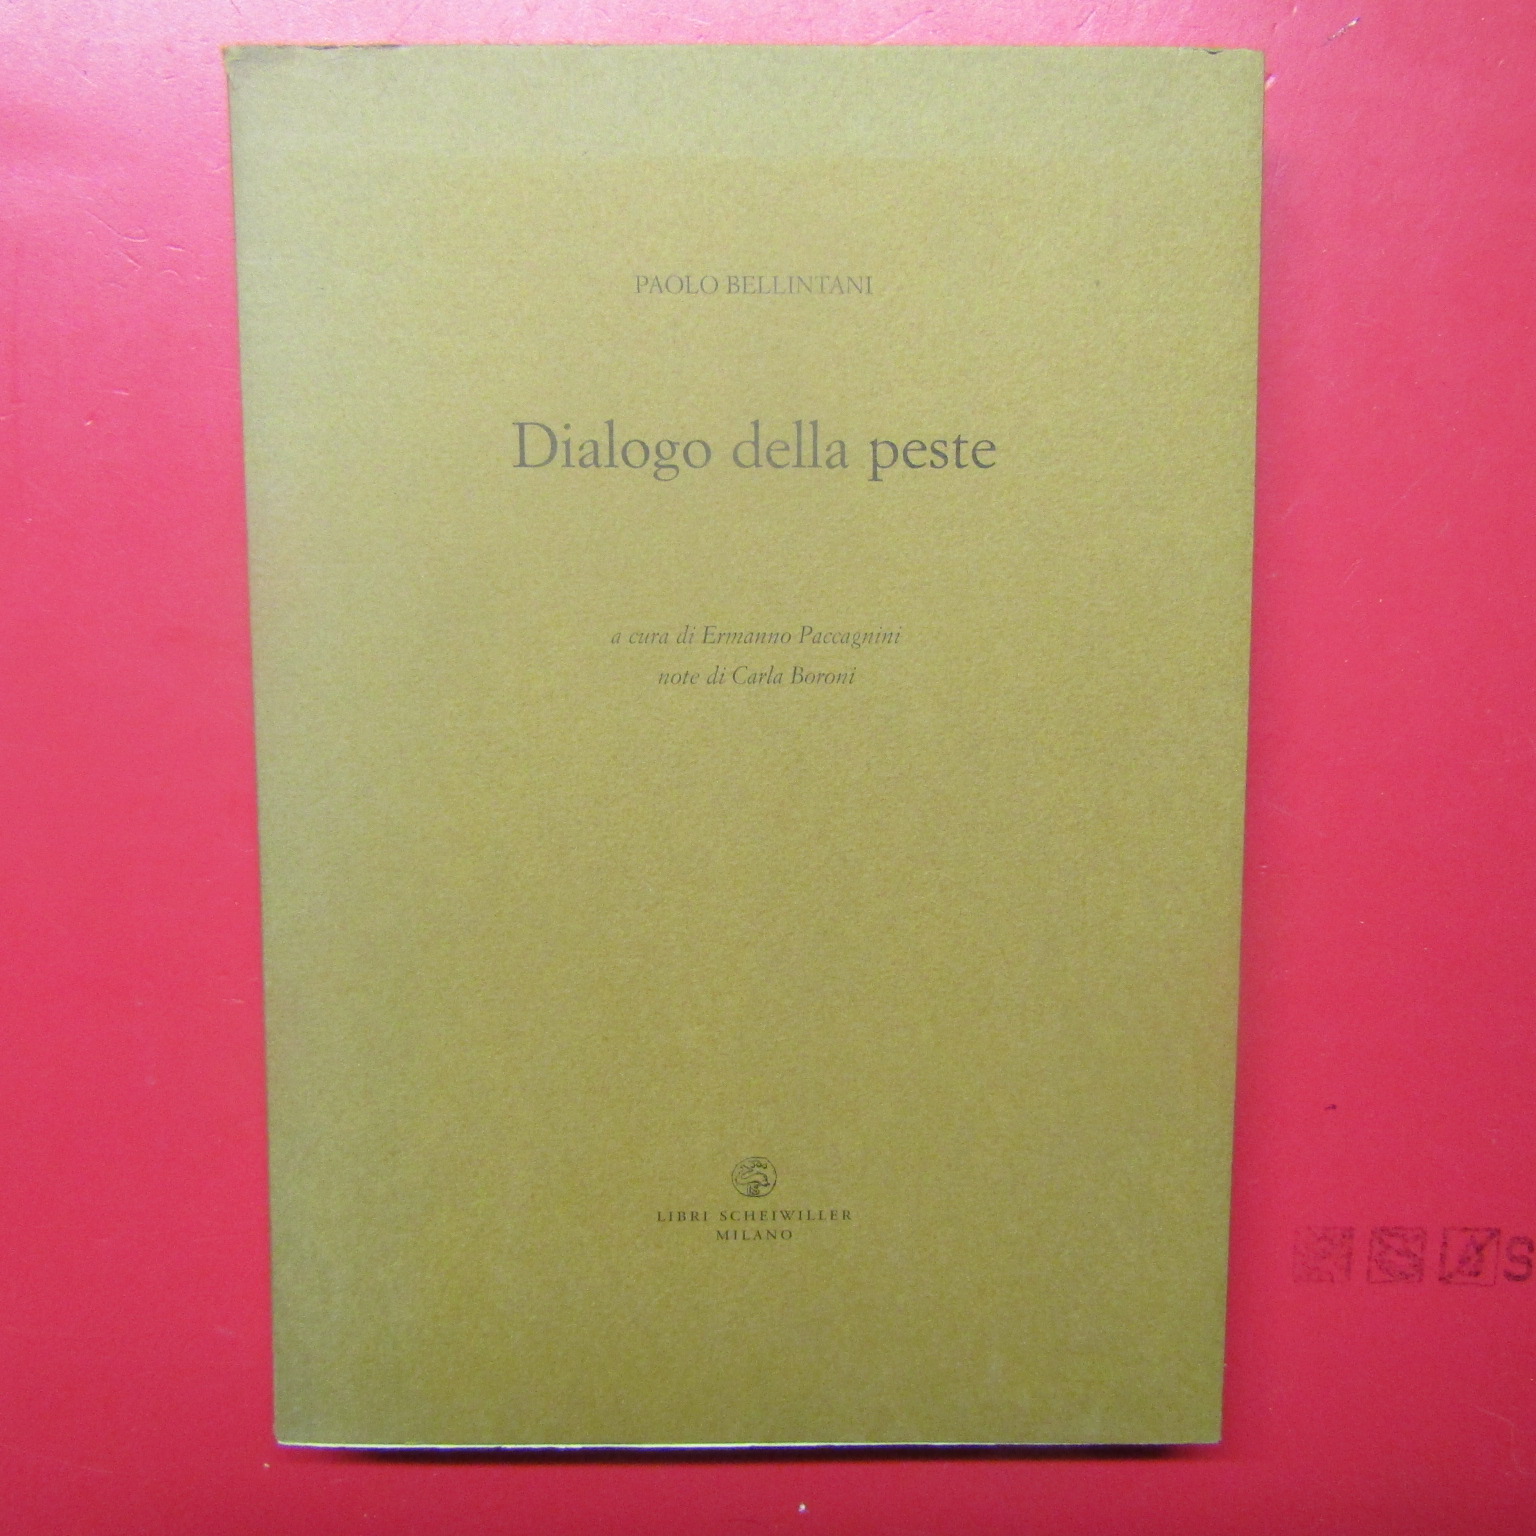 PAOLO BELLINTANI
Dialogo della peste
a cura di Ermanno Paccagnini
note di Carla Boroni
LIBRI SCHEIWILLER
MILANO